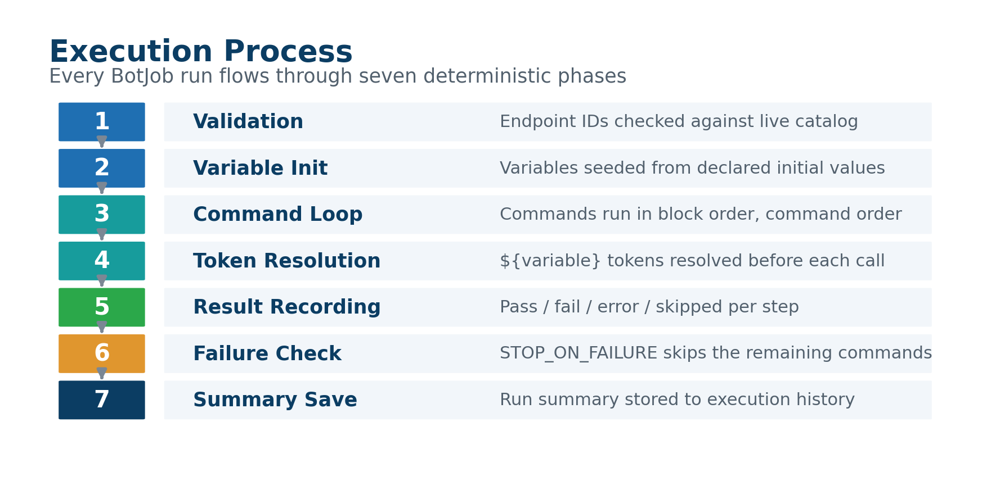 Execution Process
Every BotJob run flows through seven deterministic phases
1 Validation Endpoint IDs checked against live catalog
2 Variable Init Variables seeded from declared initial values
3 Command Loop Commands run in block order, command order
4 Token Resolution ${variable} tokens resolved before each call
5 Result Recording Pass / fail / error / skipped per step
6 Failure Check STOP_ON_FAILURE skips the remaining commands
7 Summary Save Run summary stored to execution history